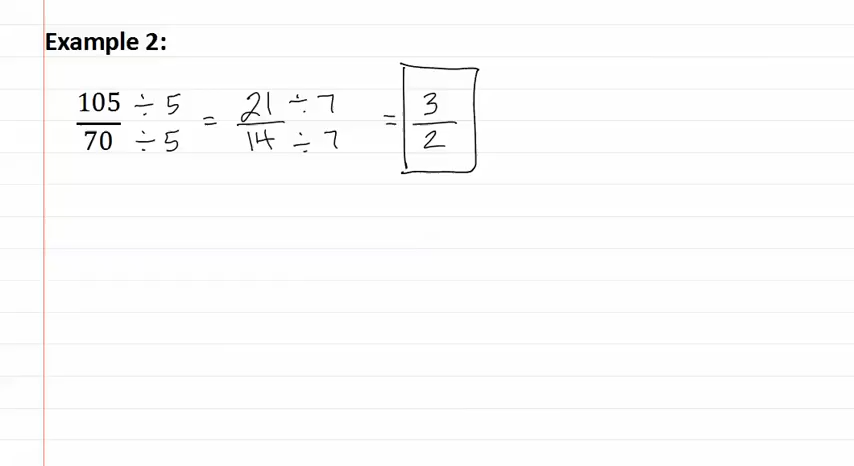 Example 2:
105 ÷ 5 = 21 ÷ 7 = 3
70 ÷ 5 14 ÷ 7 2